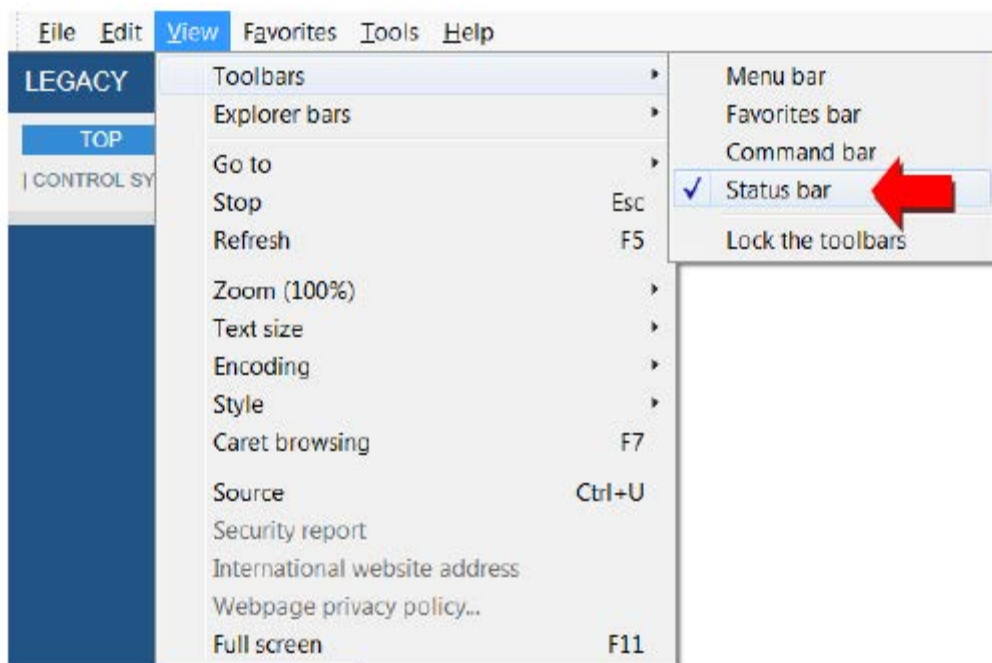 File Edit View Favorites Tools Help
LEGACY
TOP
| CONTROL SY
Toolbars
Explorer bars
Go to
Stop Esc
Refresh F5
Zoom (100%)
Text size
Encoding
Style
Caret browsing F7
Source Ctrl+U
Security report
International website address
Webpage privacy policy...
Full screen F11
Menu bar
Favorites bar
Command bar
Status bar
Lock the toolbars